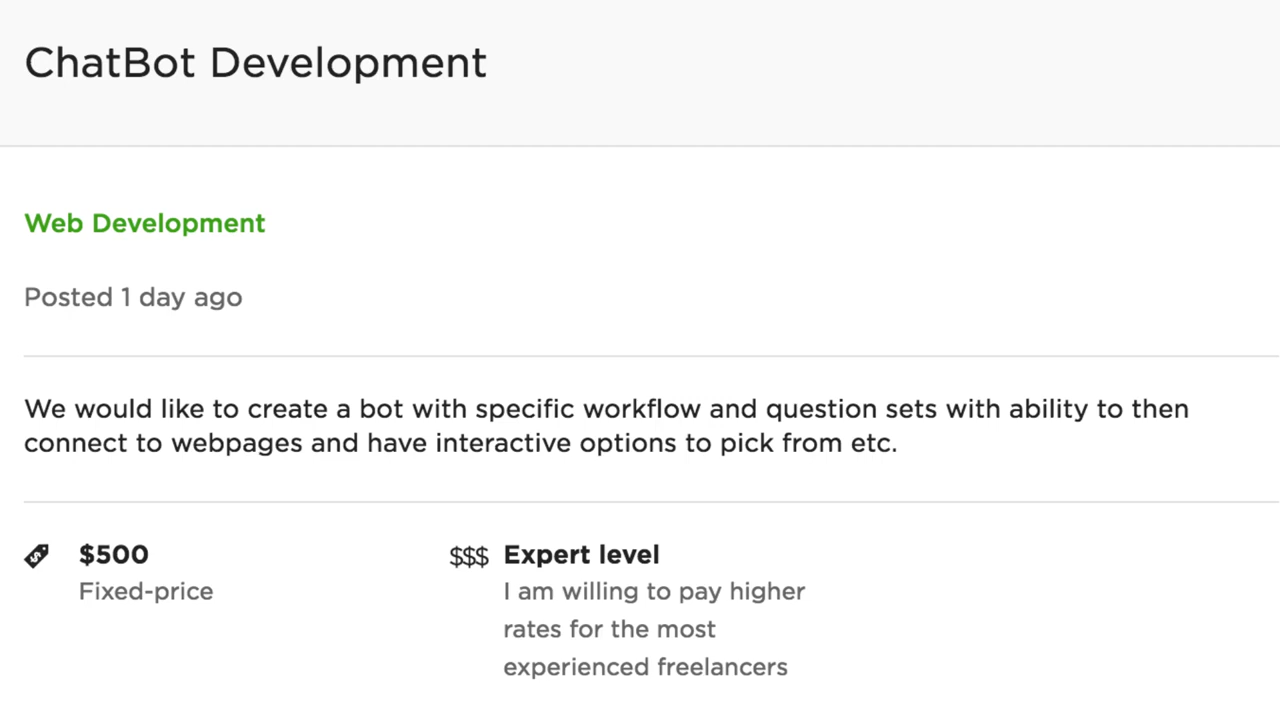 ChatBot Development
Web Development
Posted 1 day ago
We would like to create a bot with specific workflow and question sets with ability to then
connect to webpages and have interactive options to pick from etc.
$500
Fixed-price
$$$ Expert level
I am willing to pay higher
rates for the most
experienced freelancers